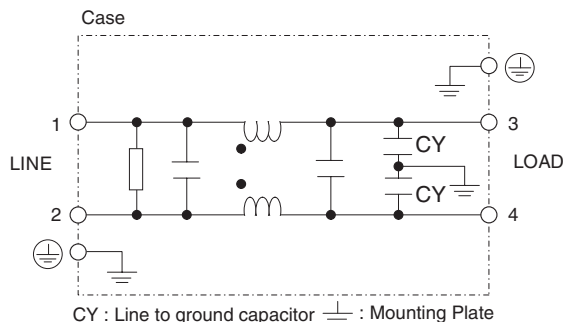 Case
1
3
CY
LINE
LOAD
CY
2
4
CY : Line to ground capacitor : Mounting Plate